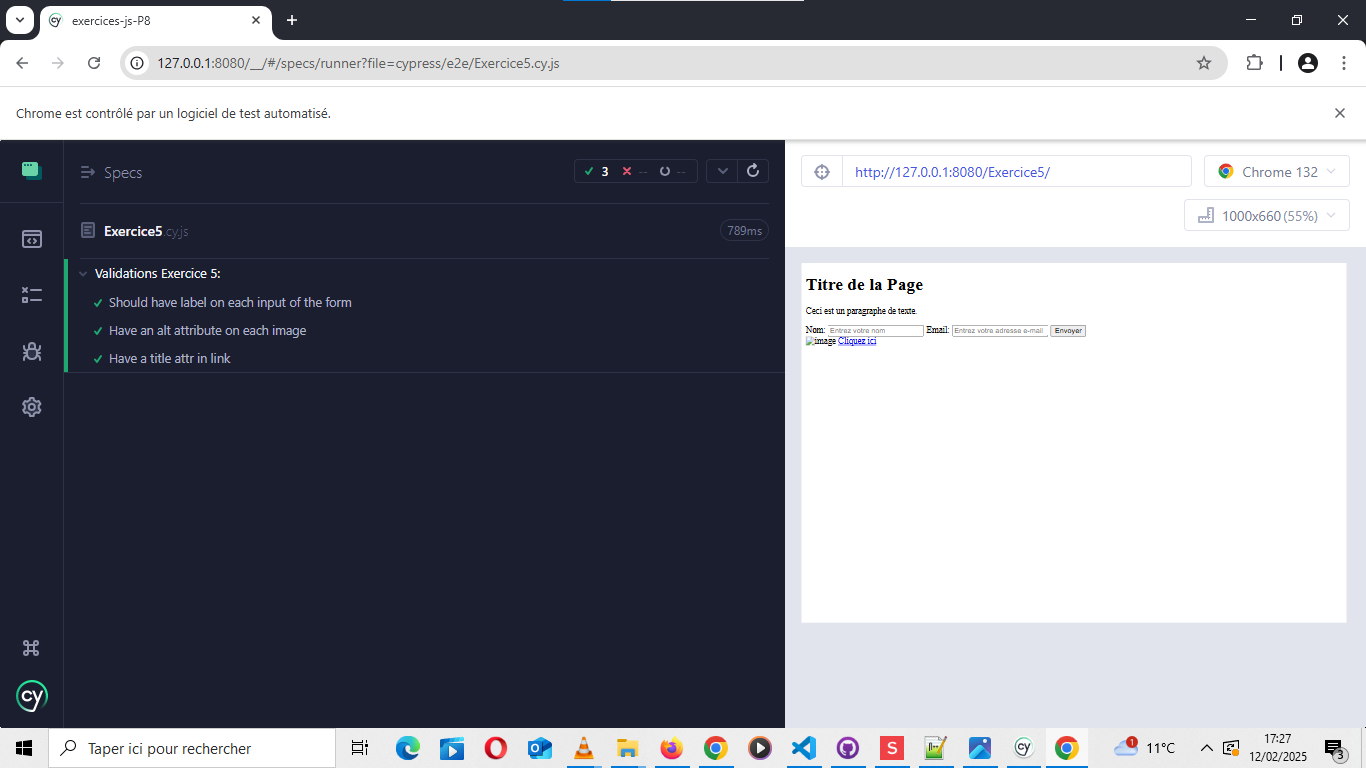 exercices-js-P8
127.0.0.1:8080/__/#/specs/runner?file=cypress/e2e/Exercice5.cy.js
Chrome est contrôlé par un logiciel de test automatisé.
Specs
3 -- --
Exercice5.cy.js
789ms
Validations Exercice 5:
Should have label on each input of the form
Have an alt attribute on each image
Have a title attr in link
cy
http://127.0.0.1:8080/Exercice5/
Chrome 132
1000x660 (55%)
Titre de la Page
Ceci est un paragraphe de texte.
Nom: Entrez votre nom Email: Entrez votre adresse e-mail Envoyer
image Cliquez ici
Taper ici pour rechercher
S
cy
1
11°C
17:27
12/02/2025
3